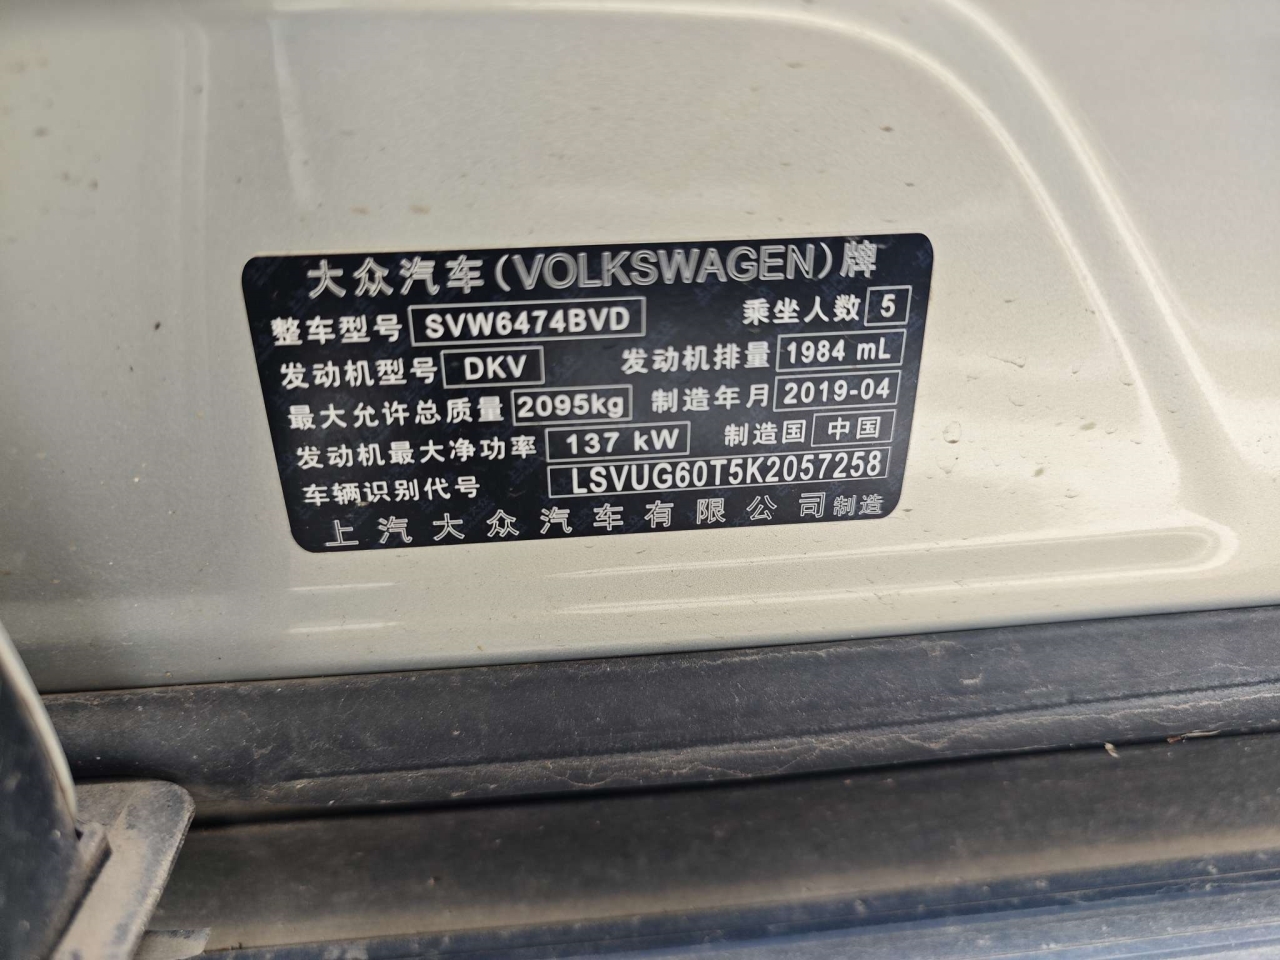 大众汽车(VOLKSWAGEN)牌
整车型号 SVW6474BVD 乘坐人数 5
发动机型号 DKV 发动机排量 1984 mL
最大允许总质量 2095kg 制造年月 2019-04
发动机最大净功率 137 kW 制造国 中国
车辆识别代号 LSVUG60T5K2057258
上汽大众汽车有限公司制造